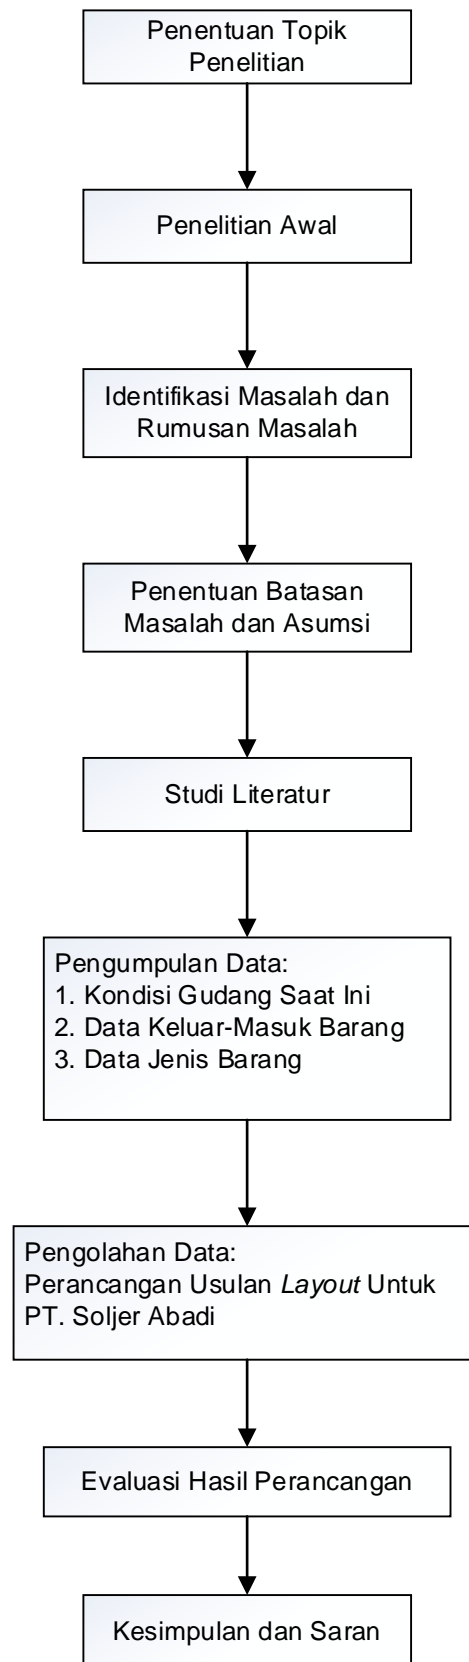 Penentuan Topik
Penelitian
Penelitian Awal
Identifikasi Masalah dan
Rumusan Masalah
Penentuan Batasan
Masalah dan Asumsi
Studi Literatur
Pengumpulan Data:
1. Kondisi Gudang Saat Ini
2. Data Keluar-Masuk Barang
3. Data Jenis Barang
Pengolahan Data:
Perancangan Usulan Layout Untuk
PT. Soljer Abadi
Evaluasi Hasil Perancangan
Kesimpulan dan Saran